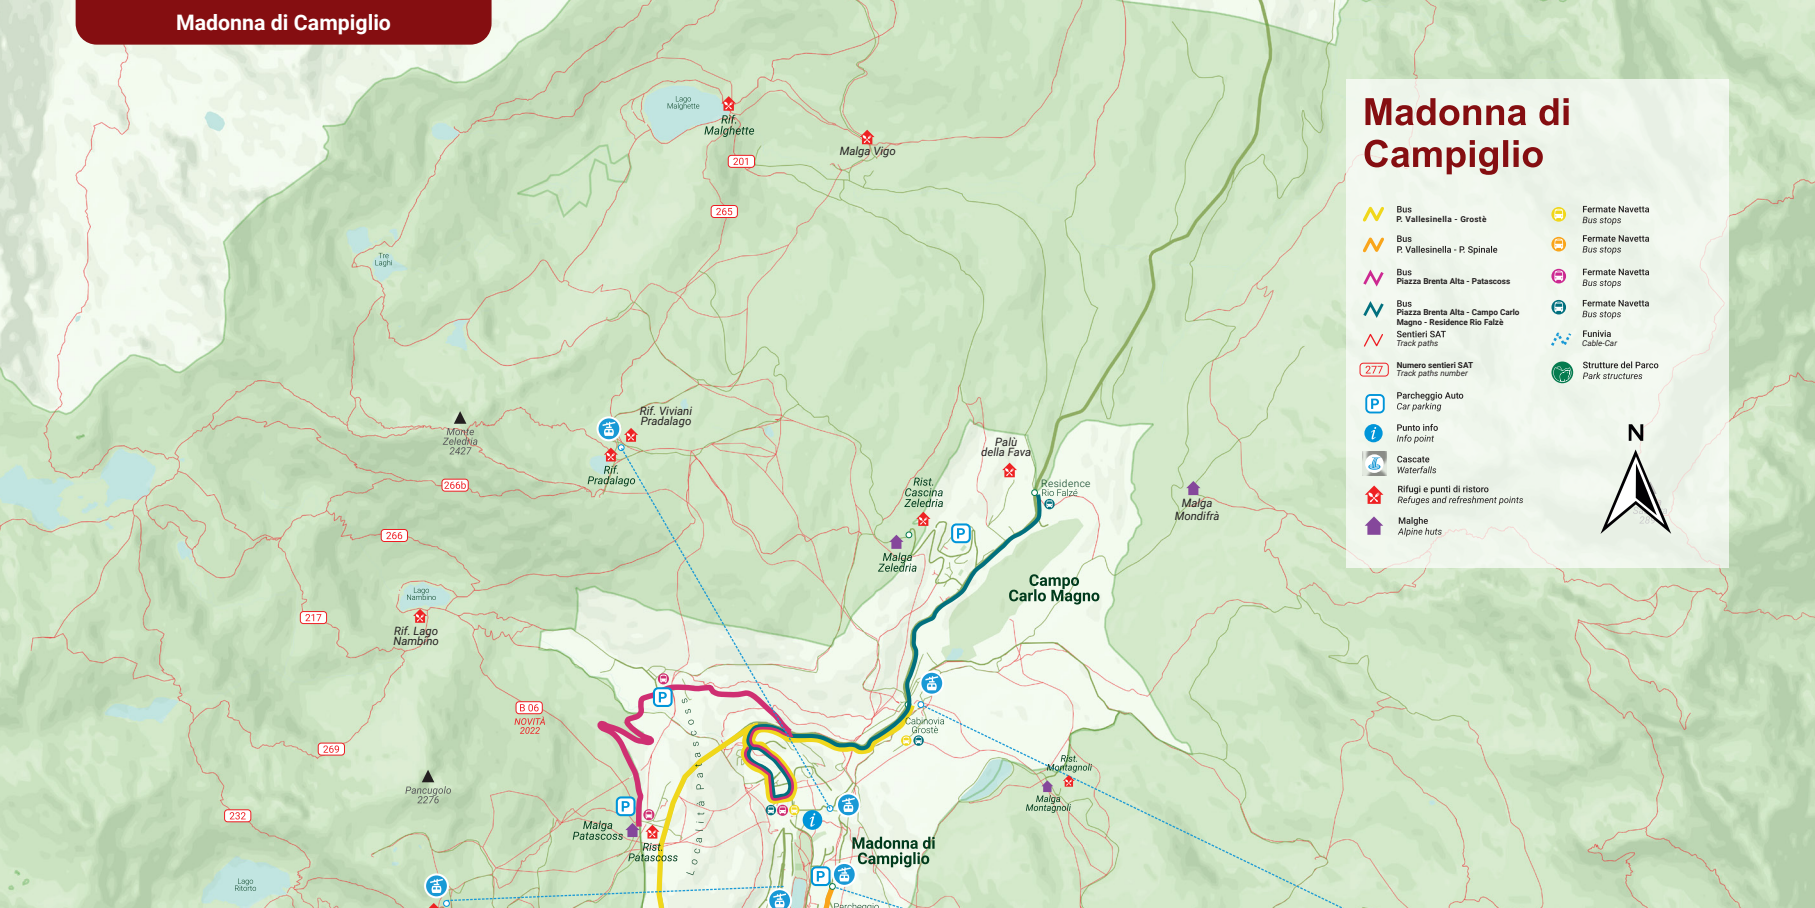 Madonna di Campiglio
Lago
Malghette
Rif.
Malghette
Malga Vigo
201
265
Tre
Laghi
Monte
Zeledria
2427
Rif. Viviani
Pradalago
Rif.
Pradalago
266b
266
Lago
Nambino
Rif. Lago
Nambino
217
269
232
B 06
NOVITÀ
2022
Pancugolo
2276
Lago
Ritorto
Palù
della Fava
Rist.
Cascina
Zeledria
P
Malga
Zeledria
Residence
Rio Falzè
Malga
Mondifrà
Campo
Carlo Magno
P
Località Patascoss
Cabinovia
Grostè
Rist.
Montagnoli
Malga
Montagnoli
P
Malga
Patascoss
Rist.
Patascoss
i
Madonna di
Campiglio
P
Parcheggio
Madonna di
Campiglio
Bus
P. Vallesinella - Grostè
Bus
P. Vallesinella - P. Spinale
Bus
Piazza Brenta Alta - Patascoss
Bus
Piazza Brenta Alta - Campo Carlo
Magno - Residence Rio Falzè
Sentieri SAT
Track paths
277
Numero sentieri SAT
Track paths number
P
Parcheggio Auto
Car parking
i
Punto info
Info point
Cascate
Waterfalls
Rifugi e punti di ristoro
Refuges and refreshment points
Malghe
Alpine huts
Fermate Navetta
Bus stops
Fermate Navetta
Bus stops
Fermate Navetta
Bus stops
Fermate Navetta
Bus stops
Funivia
Cable-Car
Strutture del Parco
Park structures
N